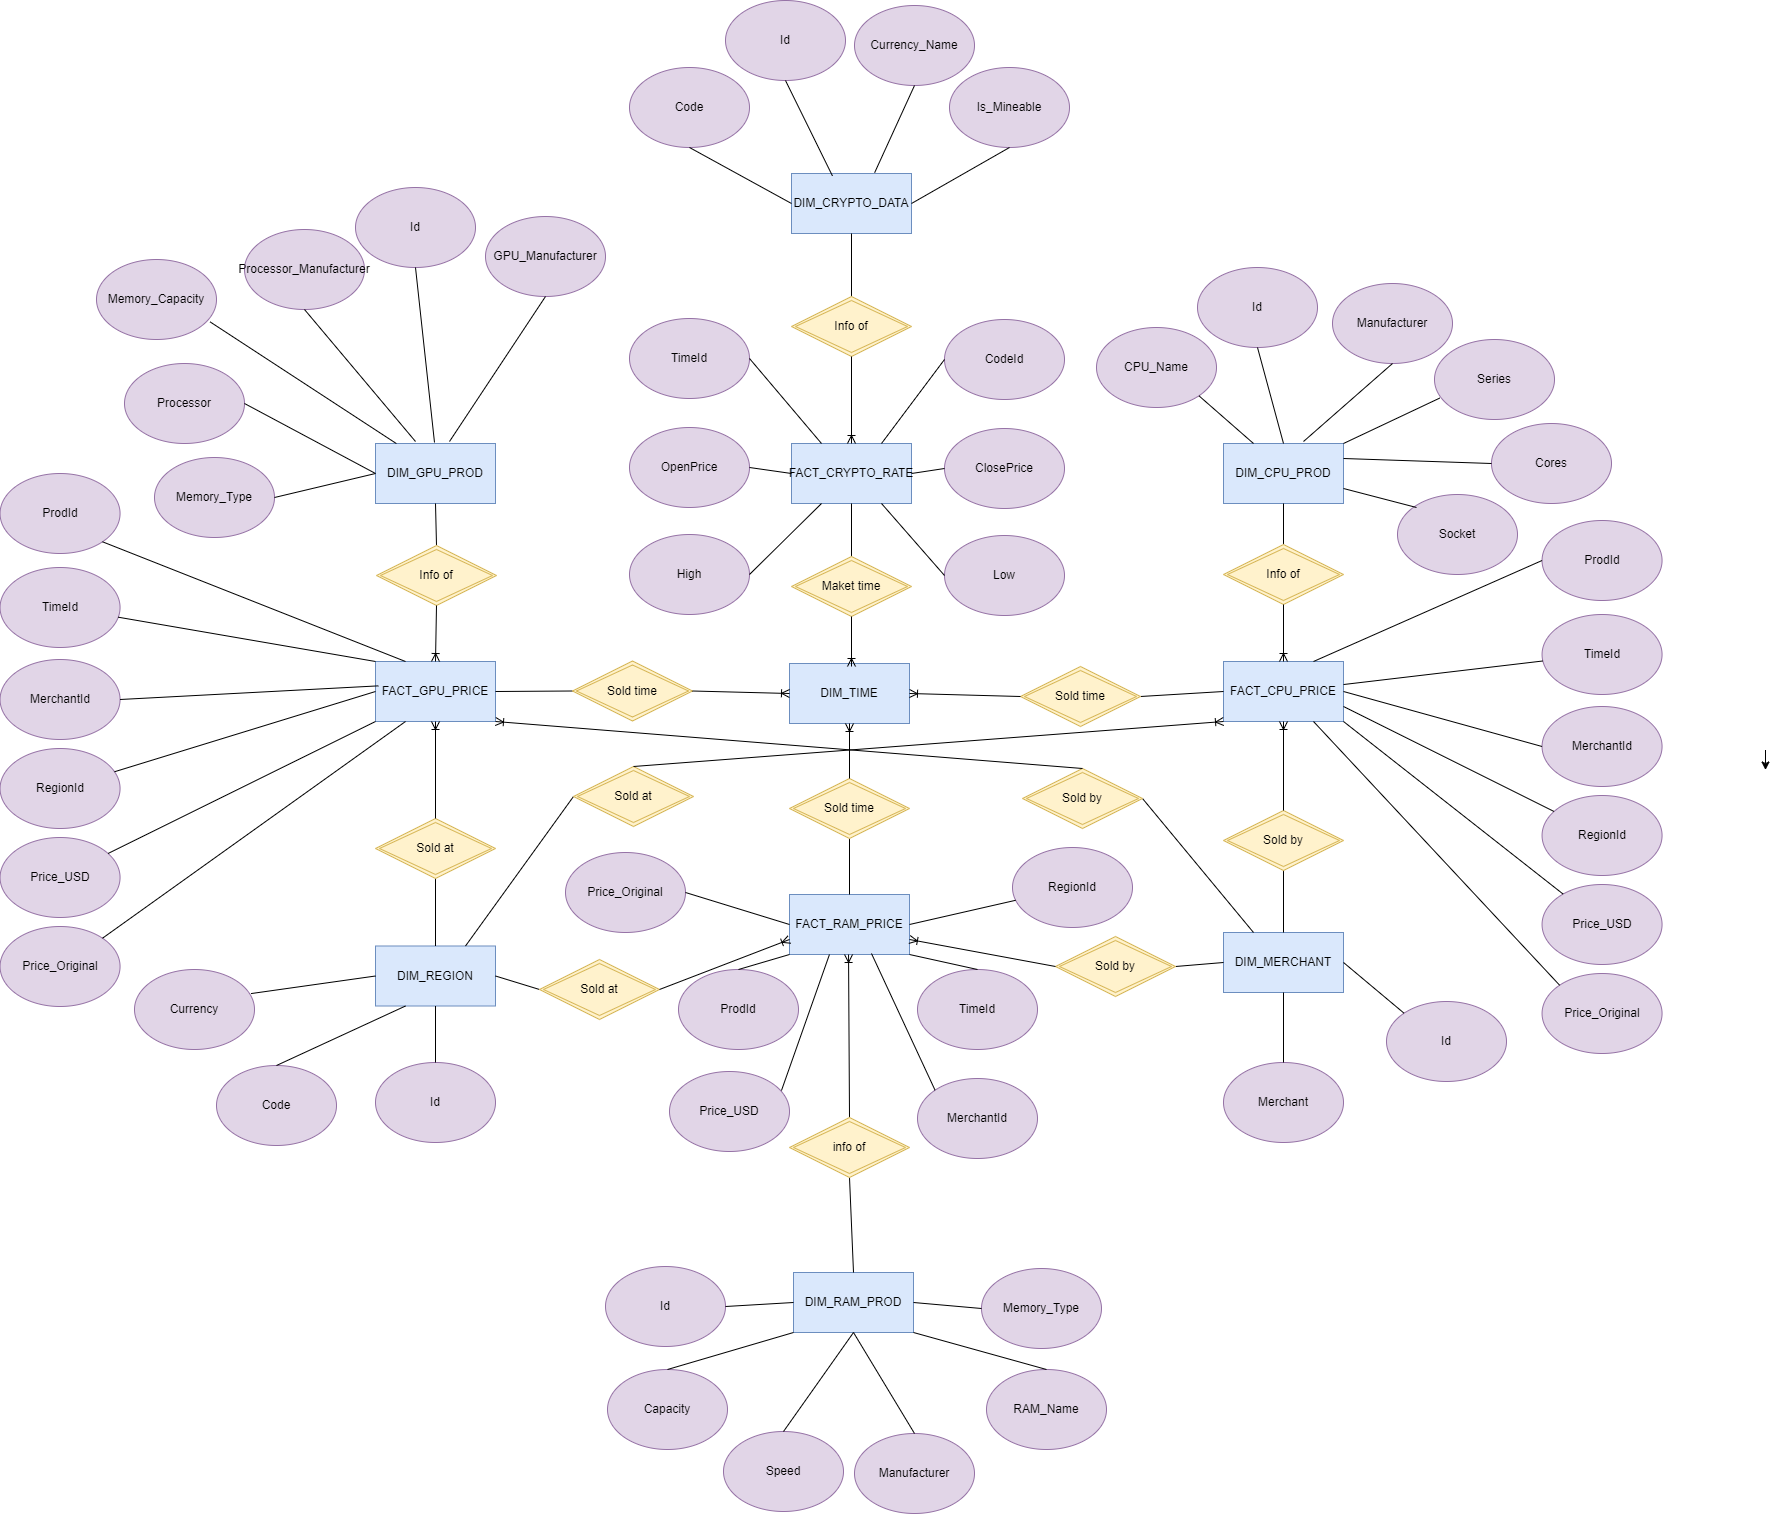 Id
Currency_Name
Code
Is_Mineable
DIM_CRYPTO_DATA
Id
GPU_Manufacturer
Processor_Manufacturer
Memory_Capacity
Id
Info of
Manufacturer
TimeId
CodeId
CPU_Name
Series
Processor
DIM_GPU_PROD
FACT_CRYPTO_RATE
DIM_CPU_PROD
OpenPrice
ClosePrice
Cores
Memory_Type
ProdId
Socket
Info of
High
Maket time
Low
Info of
ProdId
TimeId
TimeId
MerchantId
FACT_GPU_PRICE
Sold time
DIM_TIME
Sold time
FACT_CPU_PRICE
MerchantId
RegionId
Sold at
Sold time
Sold by
RegionId
Sold at
Sold by
Price_USD
Price_Original
RegionId
FACT_RAM_PRICE
Price_USD
Price_Original
DIM_REGION
Sold at
Sold by
DIM_MERCHANT
Currency
ProdId
TimeId
Price_Original
Id
Code
Id
Price_USD
MerchantId
Merchant
info of
Id
DIM_RAM_PROD
Memory_Type
Capacity
RAM_Name
Speed
Manufacturer